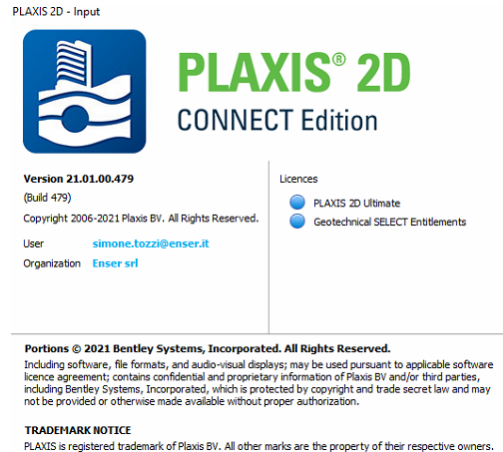 PLAXIS 2D - Input
PLAXIS® 2D
CONNECT Edition
Version 21.01.00.479
(Build 479)
Copyright 2006-2021 Plaxis BV. All Rights Reserved.
User simone.tozzi@enser.it
Organization Enser srl
Licences
PLAXIS 2D Ultimate
Geotechnical SELECT Entitlements
Portions © 2021 Bentley Systems, Incorporated. All Rights Reserved.
Including software, file formats, and audio-visual displays; may be used pursuant to applicable software
licence agreement; contains confidential and proprietary information of Plaxis BV and/or third parties,
including Bentley Systems, Incorporated, which is protected by copyright and trade secret law and may
not be provided or otherwise made available without proper authorization.
TRADEMARK NOTICE
PLAXIS is registered trademark of Plaxis BV. All other marks are the property of their respective owners.